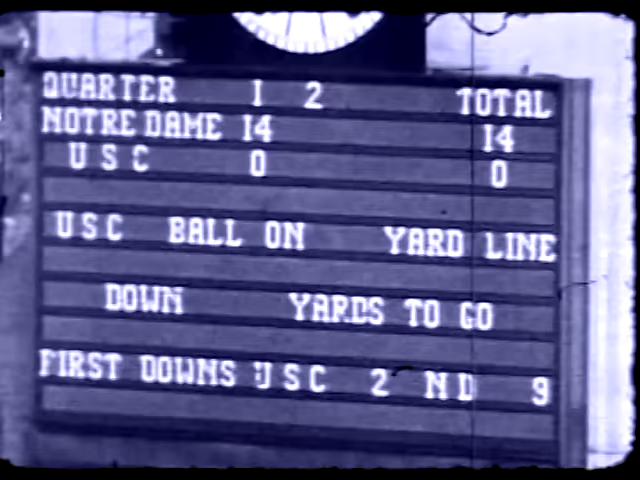 QUARTER 1 2 TOTAL
NOTRE DAME 14 14
USC 0 0
USC BALL ON YARD LINE
DOWN YARDS TO GO
FIRST DOWNS USC 2 ND 9